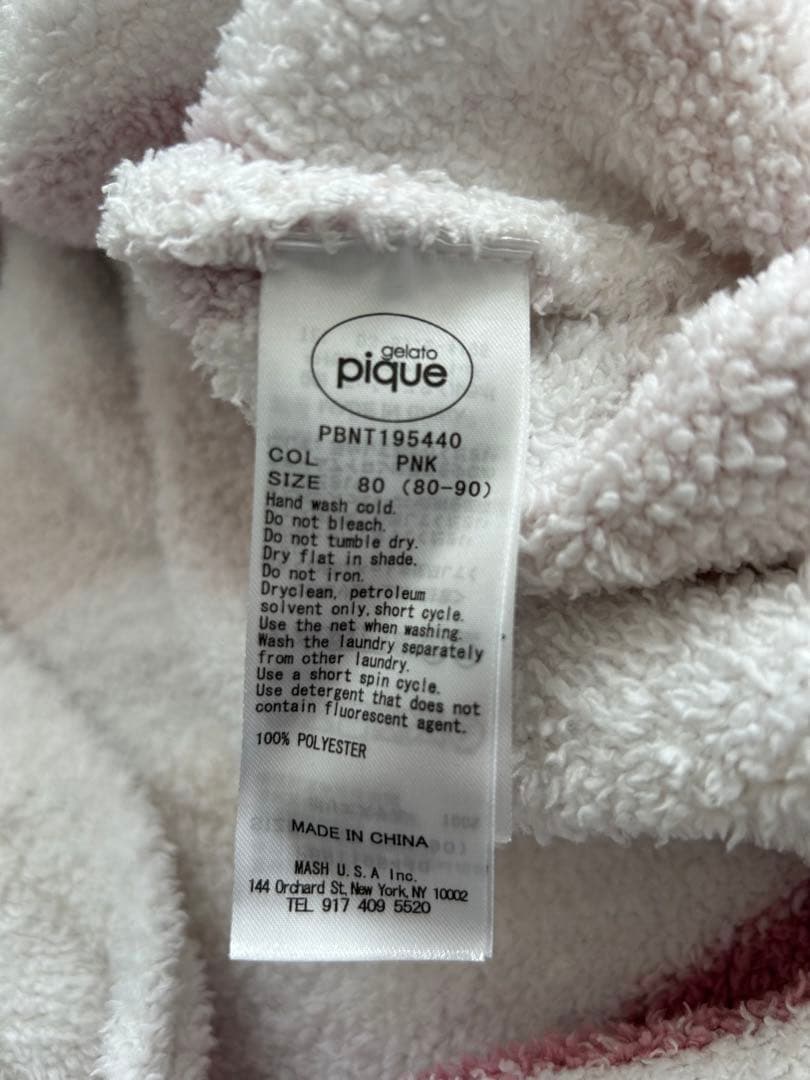 gelato
pique
PBNT195440
COL PNK
SIZE 80 (80-90)
Hand wash cold.
Do not bleach.
Do not tumble dry.
Dry flat in shade.
Do not iron.
Dryclean, petroleum
solvent only, short cycle.
Use the net when washing.
Wash the laundry separately
from other laundry.
Use a short spin cycle.
Use detergent that does not
contain fluorescent agent.
100% POLYESTER
MADE IN CHINA
MASH U.S.A Inc.
144 Orchard St, New York, NY 10002
TEL 917 409 5520